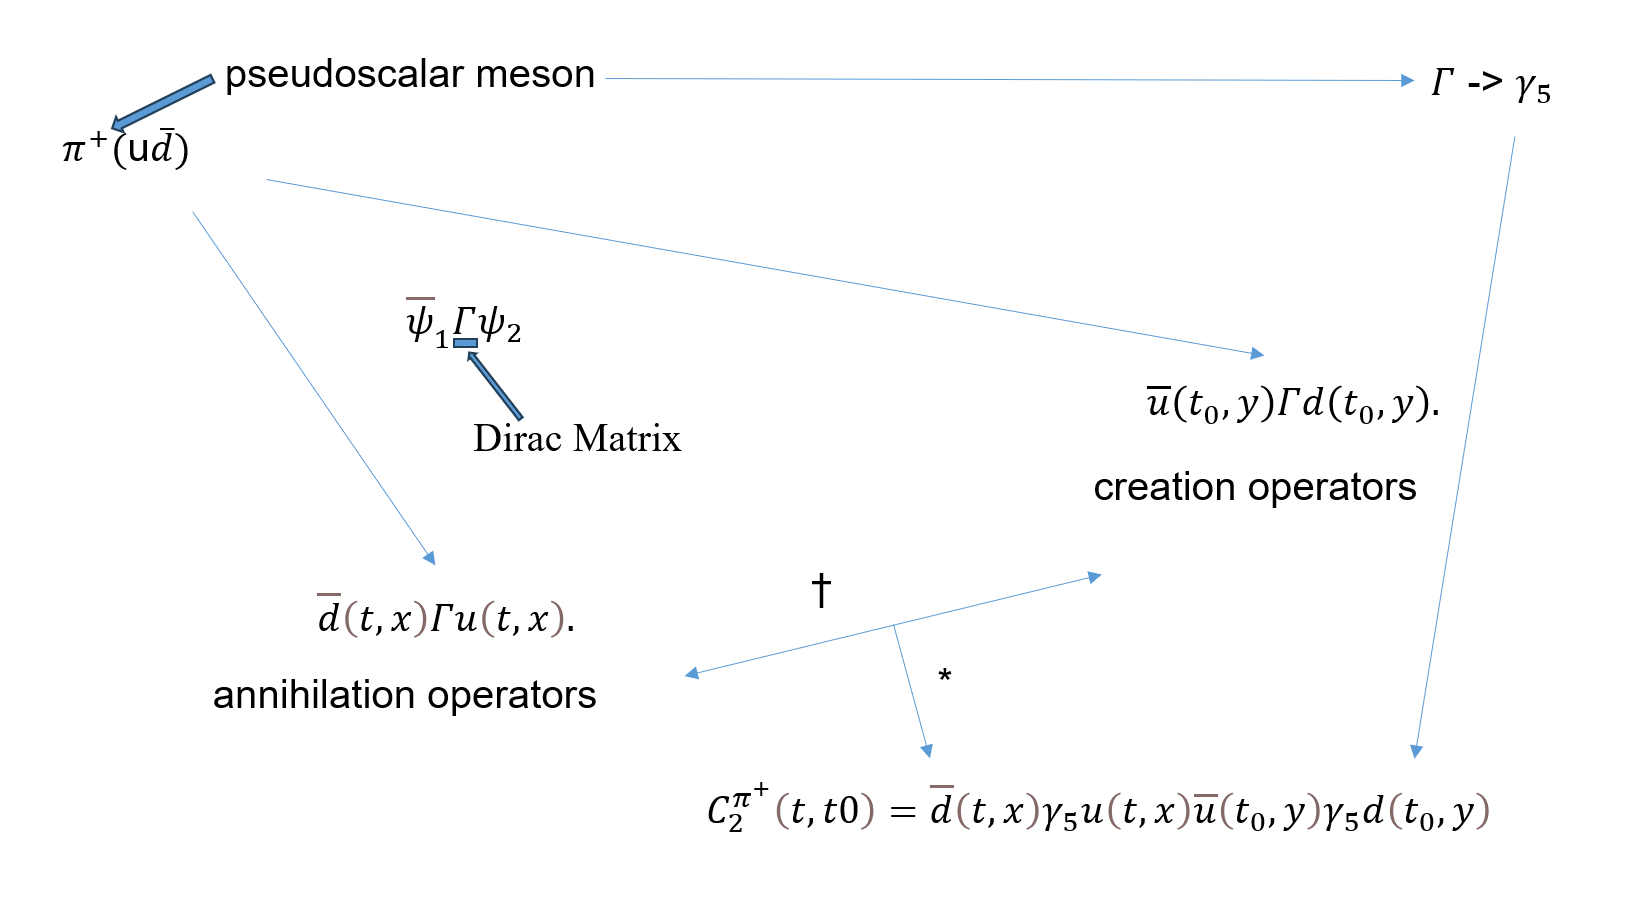 pseudoscalar meson
𝛤 -> 𝛾₅
𝜋⁺(u𝑑̅)
𝜓̅₁𝛤𝜓₂
Dirac Matrix
𝑢̅(𝑡₀, 𝑦)𝛤𝑑(𝑡₀, 𝑦).
creation operators
†
𝑑̅(𝑡, 𝑥)𝛤𝑢(𝑡, 𝑥).
*
annihilation operators
𝐶₂^{𝜋⁺}(𝑡, 𝑡0) = 𝑑̅(𝑡, 𝑥)𝛾₅𝑢(𝑡, 𝑥)𝑢̅(𝑡₀, 𝑦)𝛾₅𝑑(𝑡₀, 𝑦)